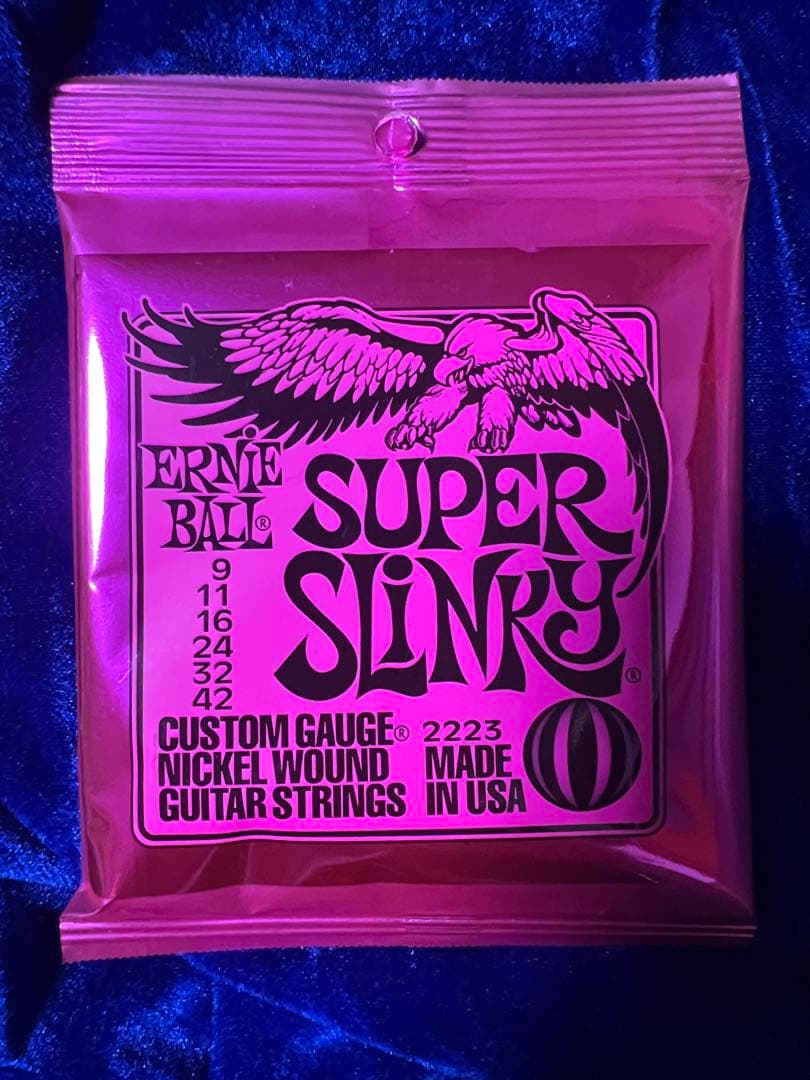 ERNiE
BALL®
SUPER
SLiNKY®
9
11
16
24
32
42
CUSTOM GAUGE® 2223
NICKEL WOUND MADE
GUITAR STRINGS IN USA